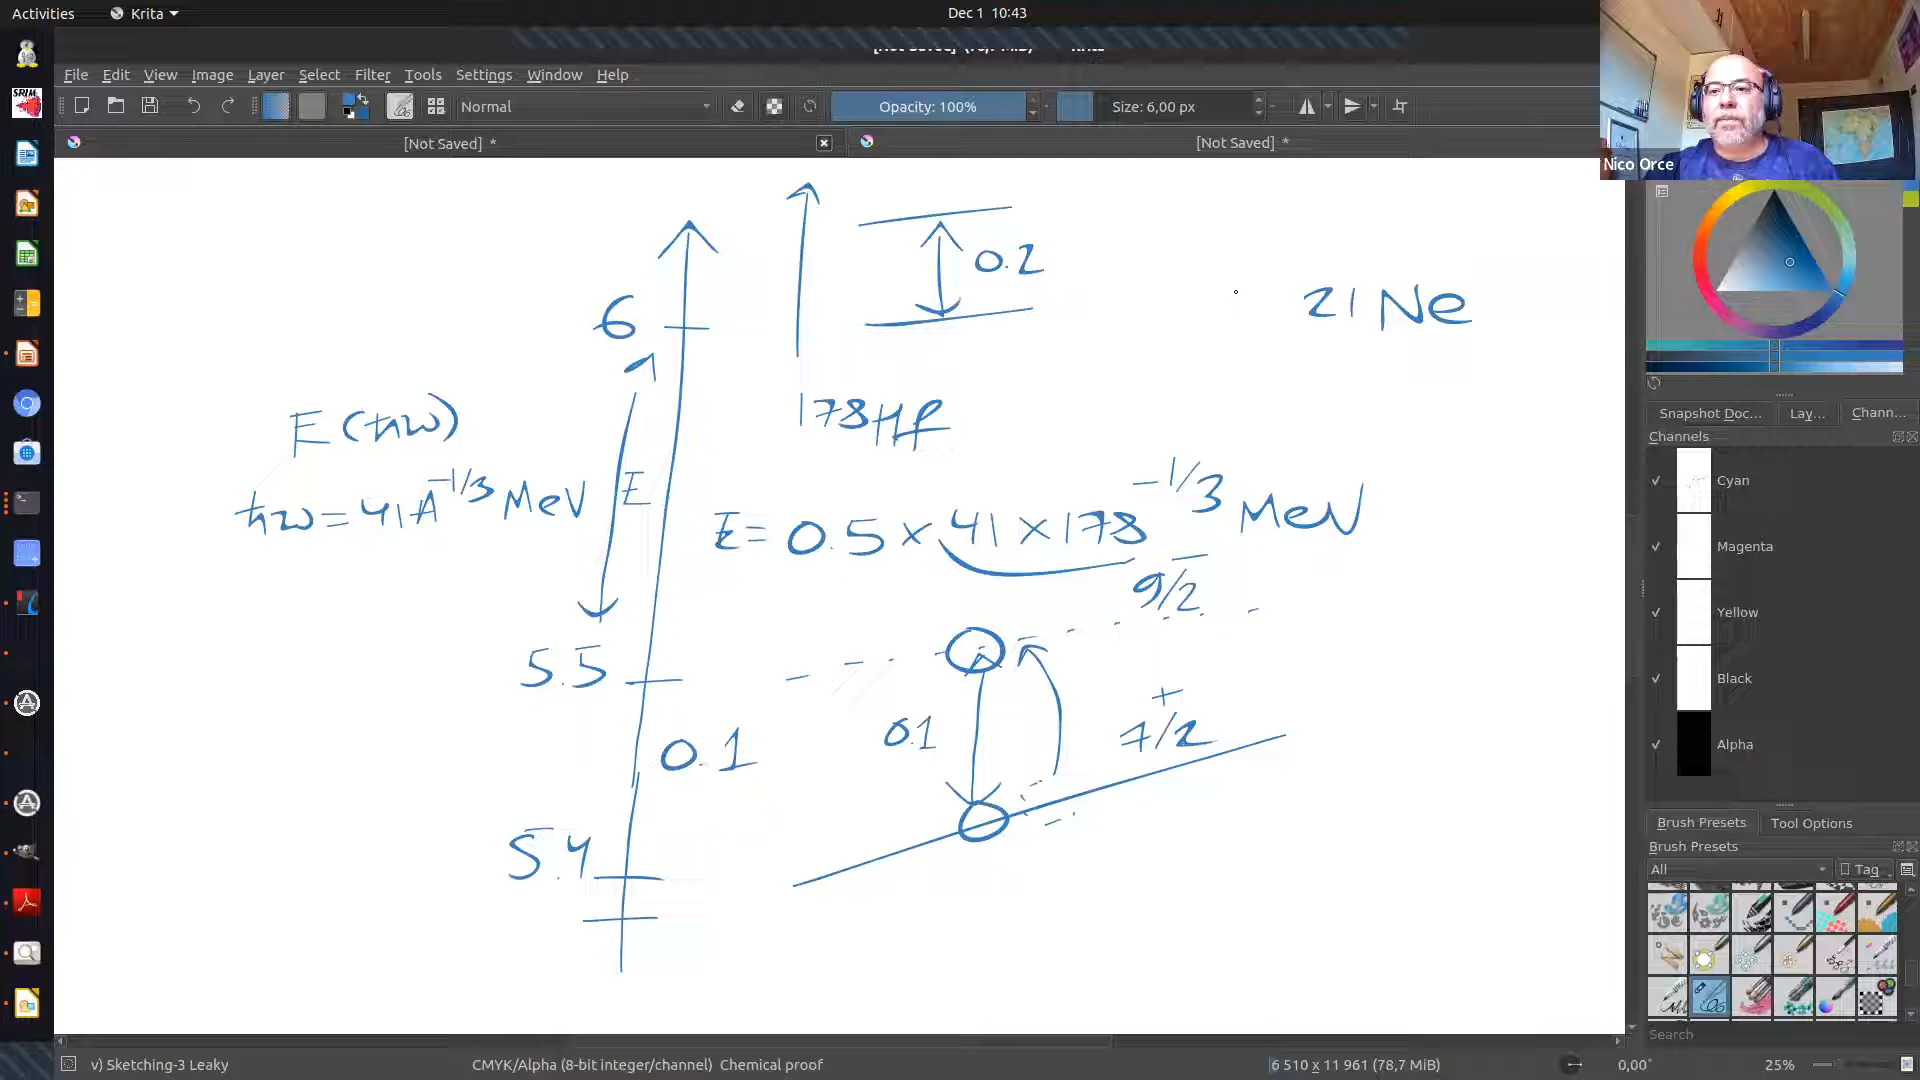 Activities
Krita
Dec 1 10:43
File Edit View Image Layer Select Filter Tools Settings Window Help
SRIM
Normal
Opacity: 100%
Size: 6,00 px
[Not Saved] *
[Not Saved] *
Nico Orce
6
0.2
21 Ne
178 Hf
E (ħω)
ħω = 41 A^-1/3 MeV
E
E = 0.5 × 41 × 178^-1/3 MeV
9/2^-
5.5
0.1
0.1
7/2^+
5.4
Snapshot Doc...
Lay...
Chann...
Channels
Cyan
Magenta
Yellow
Black
Alpha
Brush Presets
Tool Options
Brush Presets
All
Tag
Search
v) Sketching-3 Leaky
CMYK/Alpha (8-bit integer/channel) Chemical proof
6 510 x 11 961 (78,7 MiB)
0,00°
25%